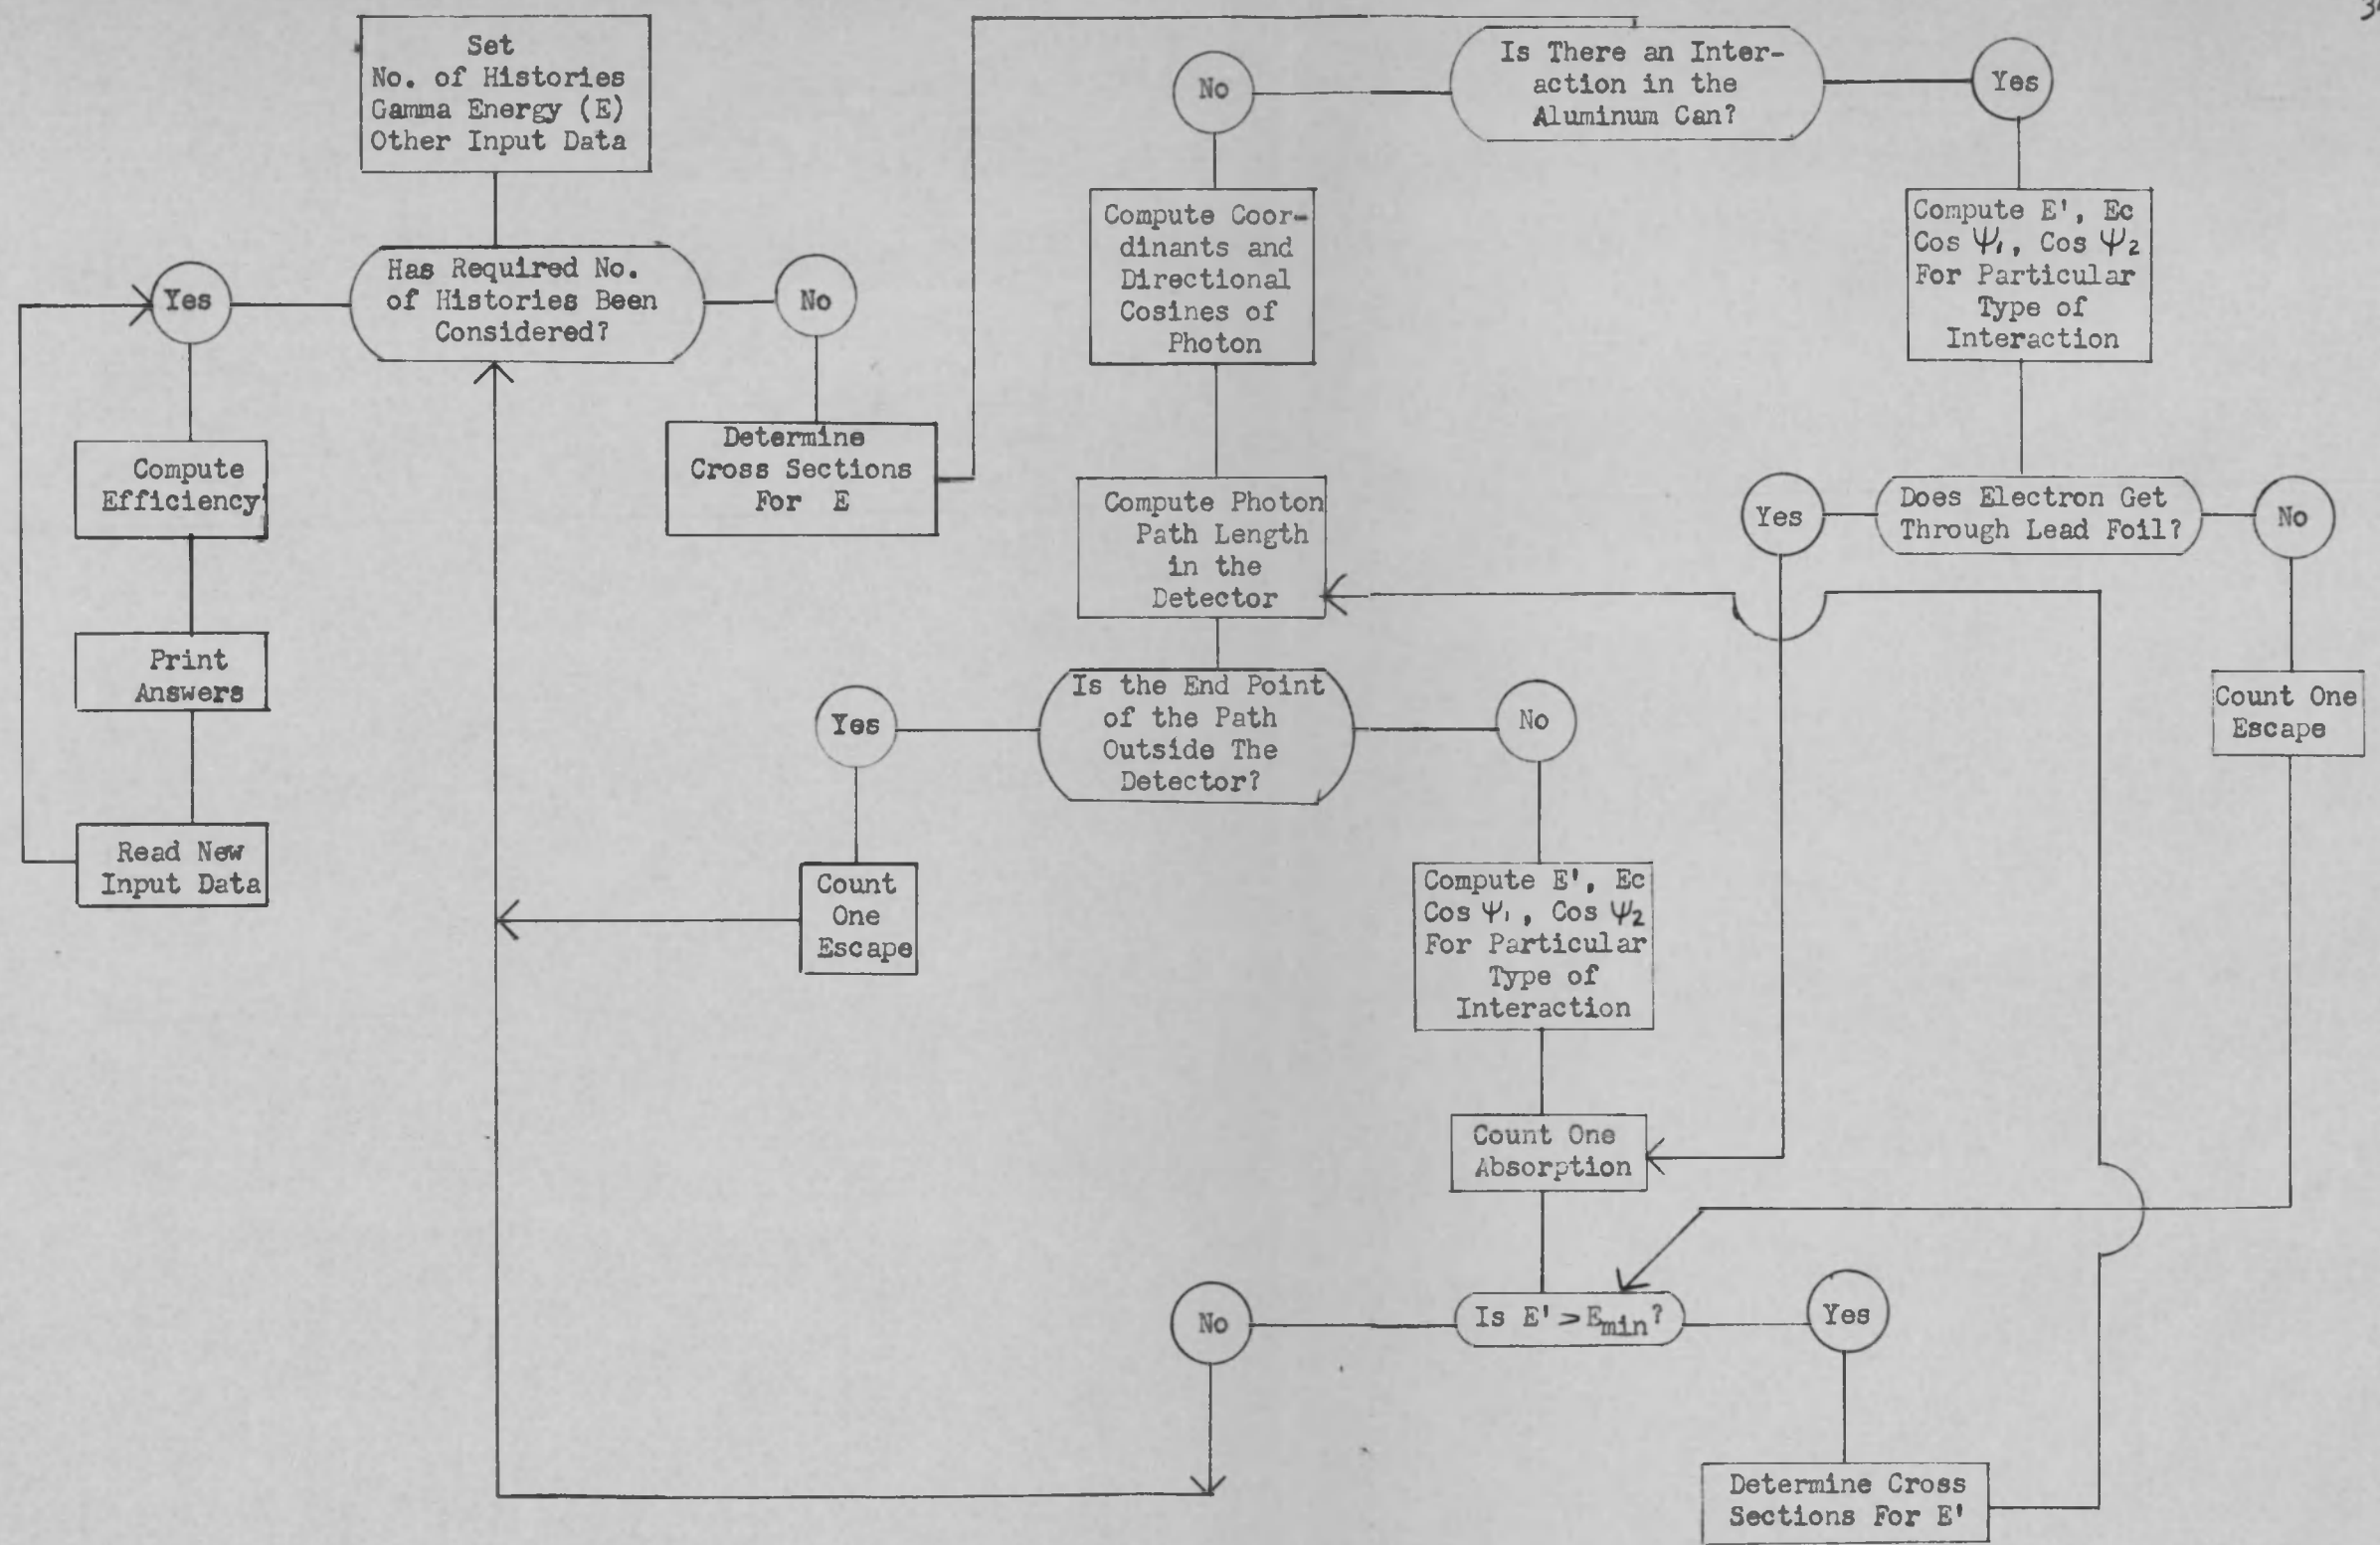 Set
No. of Histories
Gamma Energy (E)
Other Input Data
Has Required No.
of Histories Been
Considered?
Yes
No
Compute
Efficiency
Print
Answers
Read New
Input Data
Determine
Cross Sections
For E
Is There an Inter-
action in the
Aluminum Can?
No
Yes
Compute Coor-
dinants and
Directional
Cosines of
Photon
Compute Photon
Path Length
in the
Detector
Is the End Point
of the Path
Outside The
Detector?
Yes
No
Count
One
Escape
Compute E', Ec
Cos Ψ1, Cos Ψ2
For Particular
Type of
Interaction
Does Electron Get
Through Lead Foil?
Yes
No
Count One
Escape
Compute E', Ec
Cos Ψ1, Cos Ψ2
For Particular
Type of
Interaction
Count One
Absorption
Is E' > Emin?
No
Yes
Determine Cross
Sections For E'